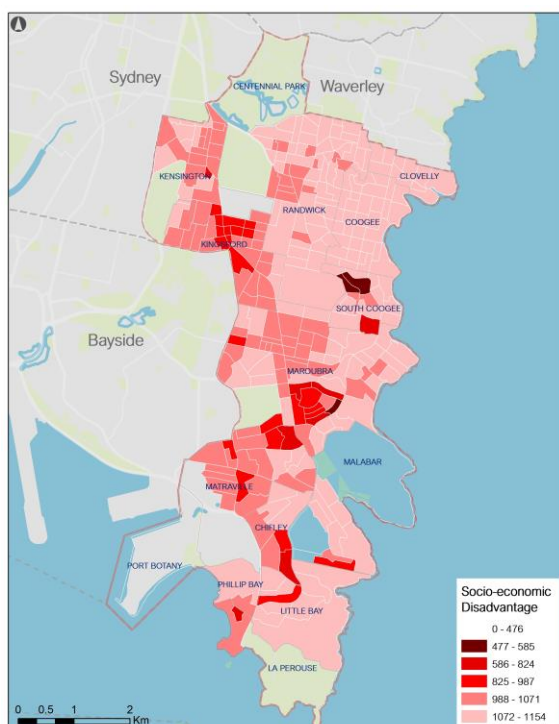 Sydney
Waverley
CENTENNIAL PARK
KENSINGTON
CLOVELLY
RANDWICK
COOGEE
KINGSFORD
SOUTH COOGEE
Bayside
MAROUBRA
MALABAR
MATRAVILLE
CHIFLEY
PORT BOTANY
PHILLIP BAY
LITTLE BAY
LA PEROUSE
Socio-economic
Disadvantage
0 - 476
477 - 585
586 - 824
825 - 987
988 - 1071
1072 - 1154
0 0.5 1 2
Km